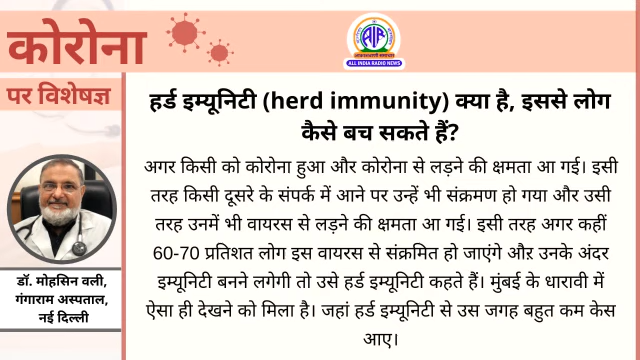 कोरोना
पर विशेषज्ञ
AIR
ALL INDIA RADIO NEWS
हर्ड इम्यूनिटी (herd immunity) क्या है, इससे लोग
कैसे बच सकते हैं?
अगर किसी को कोरोना हुआ और कोरोना से लड़ने की क्षमता आ गई। इसी
तरह किसी दूसरे के संपर्क में आने पर उन्हें भी संक्रमण हो गया और उसी
तरह उनमें भी वायरस से लड़ने की क्षमता आ गई। इसी तरह अगर कहीं
60-70 प्रतिशत लोग इस वायरस से संक्रमित हो जाएंगे औऱ उनके अंदर
इम्यूनिटी बनने लगेगी तो उसे हर्ड इम्यूनिटी कहते हैं। मुंबई के धारावी में
ऐसा ही देखने को मिला है। जहां हर्ड इम्यूनिटी से उस जगह बहुत कम केस
आए।
डॉ. मोहसिन वली,
गंगाराम अस्पताल,
नई दिल्ली